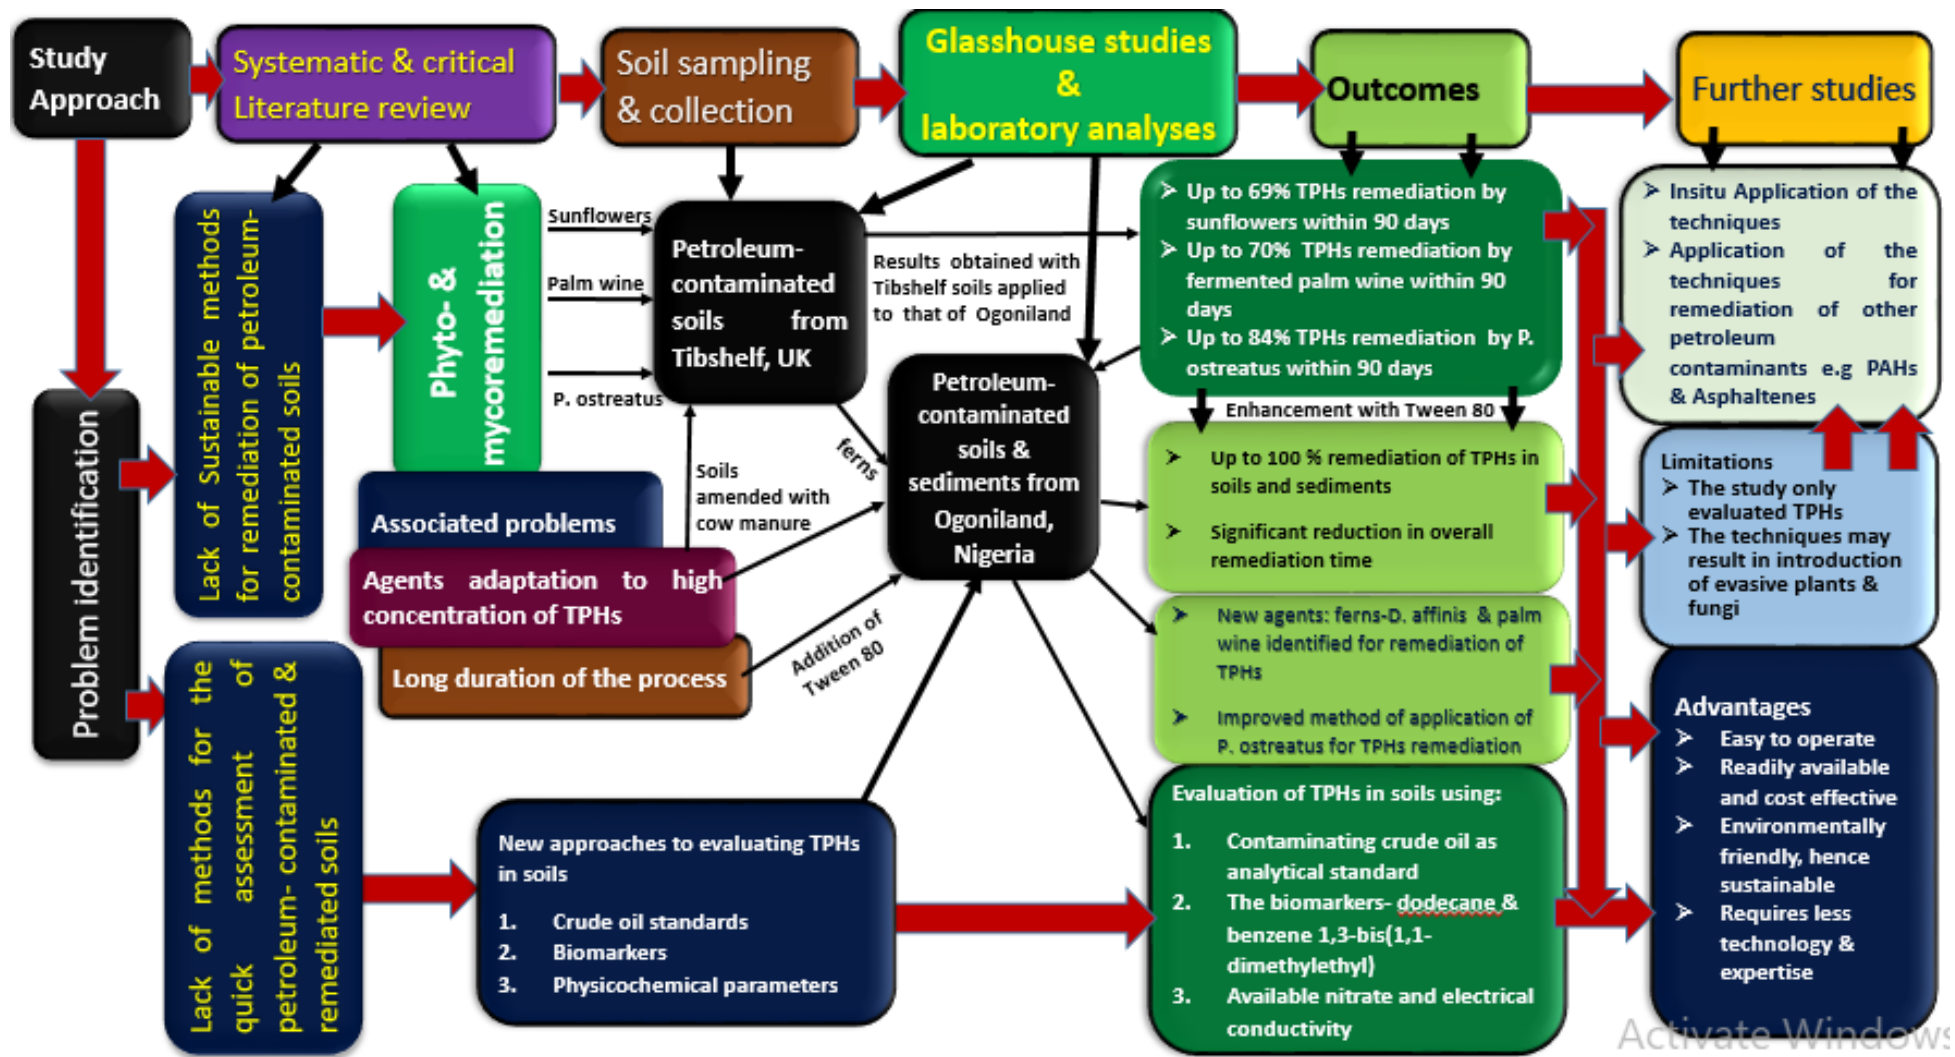 Study
Approach
Systematic & critical
Literature review
Soil sampling
& collection
Glasshouse studies
&
laboratory analyses
Outcomes
Further studies
Problem identification
Lack of Sustainable methods
for remediation of petroleum-
contaminated soils
Lack of methods for the
quick assessment of
petroleum- contaminated &
remediated soils
Phyto- &
mycoremediation
Associated problems
Agents adaptation to high
concentration of TPHs
Long duration of the process
Sunflowers
Palm wine
P. ostreatus
Petroleum-
contaminated
soils from
Tibshelf, UK
Results obtained with
Tibshelf soils applied
to that of Ogoniland
Soils
amended with
cow manure
ferns
Addition of
Tween 80
Petroleum-
contaminated
soils &
sediments from
Ogoniland,
Nigeria
New approaches to evaluating TPHs
in soils
1. Crude oil standards
2. Biomarkers
3. Physicochemical parameters
➢ Up to 69% TPHs remediation by
sunflowers within 90 days
➢ Up to 70% TPHs remediation by
fermented palm wine within 90
days
➢ Up to 84% TPHs remediation by P.
ostreatus within 90 days
Enhancement with Tween 80
➢ Up to 100 % remediation of TPHs in
soils and sediments
➢ Significant reduction in overall
remediation time
➢ New agents: ferns-D. affinis & palm
wine identified for remediation of
TPHs
➢ Improved method of application of
P. ostreatus for TPHs remediation
Evaluation of TPHs in soils using:
1. Contaminating crude oil as
analytical standard
2. The biomarkers- dodecane &
benzene 1,3-bis(1,1-
dimethylethyl)
3. Available nitrate and electrical
conductivity
➢ Insitu Application of the
techniques
➢ Application of the
techniques for
remediation of other
petroleum
contaminants e.g PAHs
& Asphaltenes
Limitations
➢ The study only
evaluated TPHs
➢ The techniques may
result in introduction
of evasive plants &
fungi
Advantages
➢ Easy to operate
➢ Readily available
and cost effective
➢ Environmentally
friendly, hence
sustainable
➢ Requires less
technology &
expertise
Activate Windows